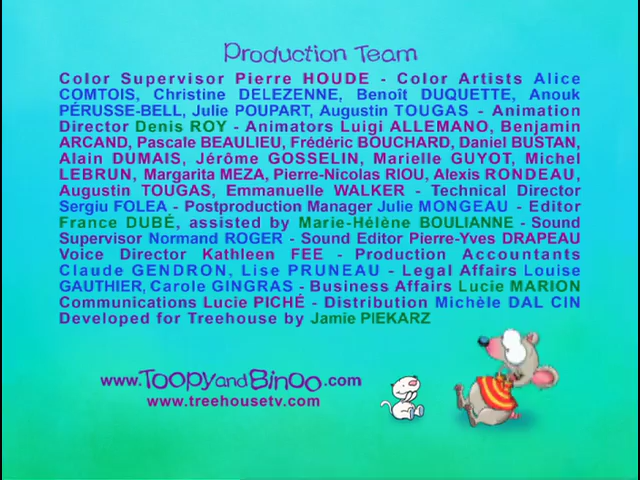 Production Team
Color Supervisor Pierre HOUDE - Color Artists Alice
COMTOIS, Christine DELEZENNE, Benoît DUQUETTE, Anouk
PÉRUSSE-BELL, Julie POUPART, Augustin TOUGAS - Animation
Director Denis ROY - Animators Luigi ALLEMANO, Benjamin
ARCAND, Pascale BEAULIEU, Frédéric BOUCHARD, Daniel BUSTAN,
Alain DUMAIS, Jérôme GOSSELIN, Marielle GUYOT, Michel
LEBRUN, Margarita MEZA, Pierre-Nicolas RIOU, Alexis RONDEAU,
Augustin TOUGAS, Emmanuelle WALKER - Technical Director
Sergiu FOLEA - Postproduction Manager Julie MONGEAU - Editor
France DUBÉ, assisted by Marie-Hélène BOULIANNE - Sound
Supervisor Normand ROGER - Sound Editor Pierre-Yves DRAPEAU
Voice Director Kathleen FEE - Production Accountants
Claude GENDRON, Lise PRUNEAU - Legal Affairs Louise
GAUTHIER, Carole GINGRAS - Business Affairs Lucie MARION
Communications Lucie PICHÉ - Distribution Michèle DAL CIN
Developed for Treehouse by Jamie PIEKARZ
www.ToopyandBinoo.com
www.treehousetv.com